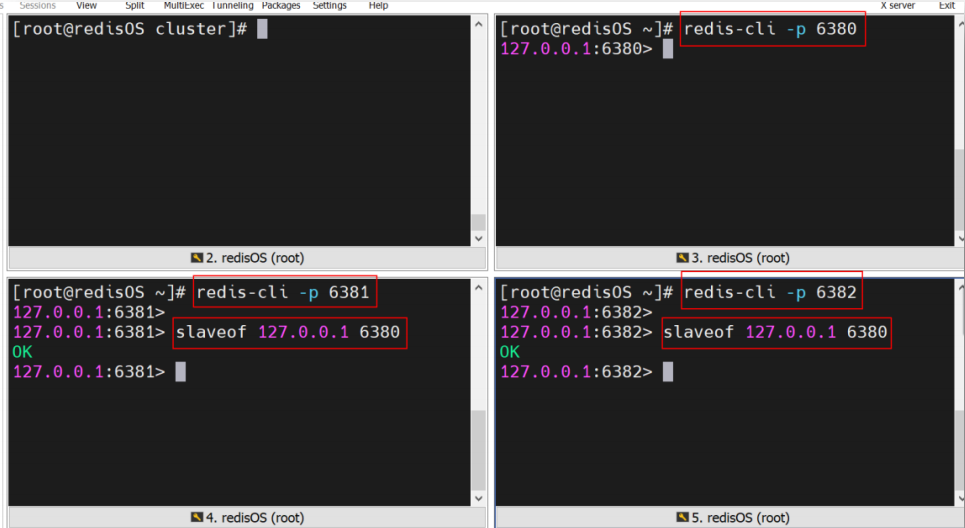 s Sessions View Split MultiExec Tunneling Packages Settings Help X server Exit
[root@redisOS cluster]#
2. redisOS (root)
[root@redisOS ~]# redis-cli -p 6380
127.0.0.1:6380>
3. redisOS (root)
[root@redisOS ~]# redis-cli -p 6381
127.0.0.1:6381>
127.0.0.1:6381> slaveof 127.0.0.1 6380
OK
127.0.0.1:6381>
4. redisOS (root)
[root@redisOS ~]# redis-cli -p 6382
127.0.0.1:6382>
127.0.0.1:6382> slaveof 127.0.0.1 6380
OK
127.0.0.1:6382>
5. redisOS (root)